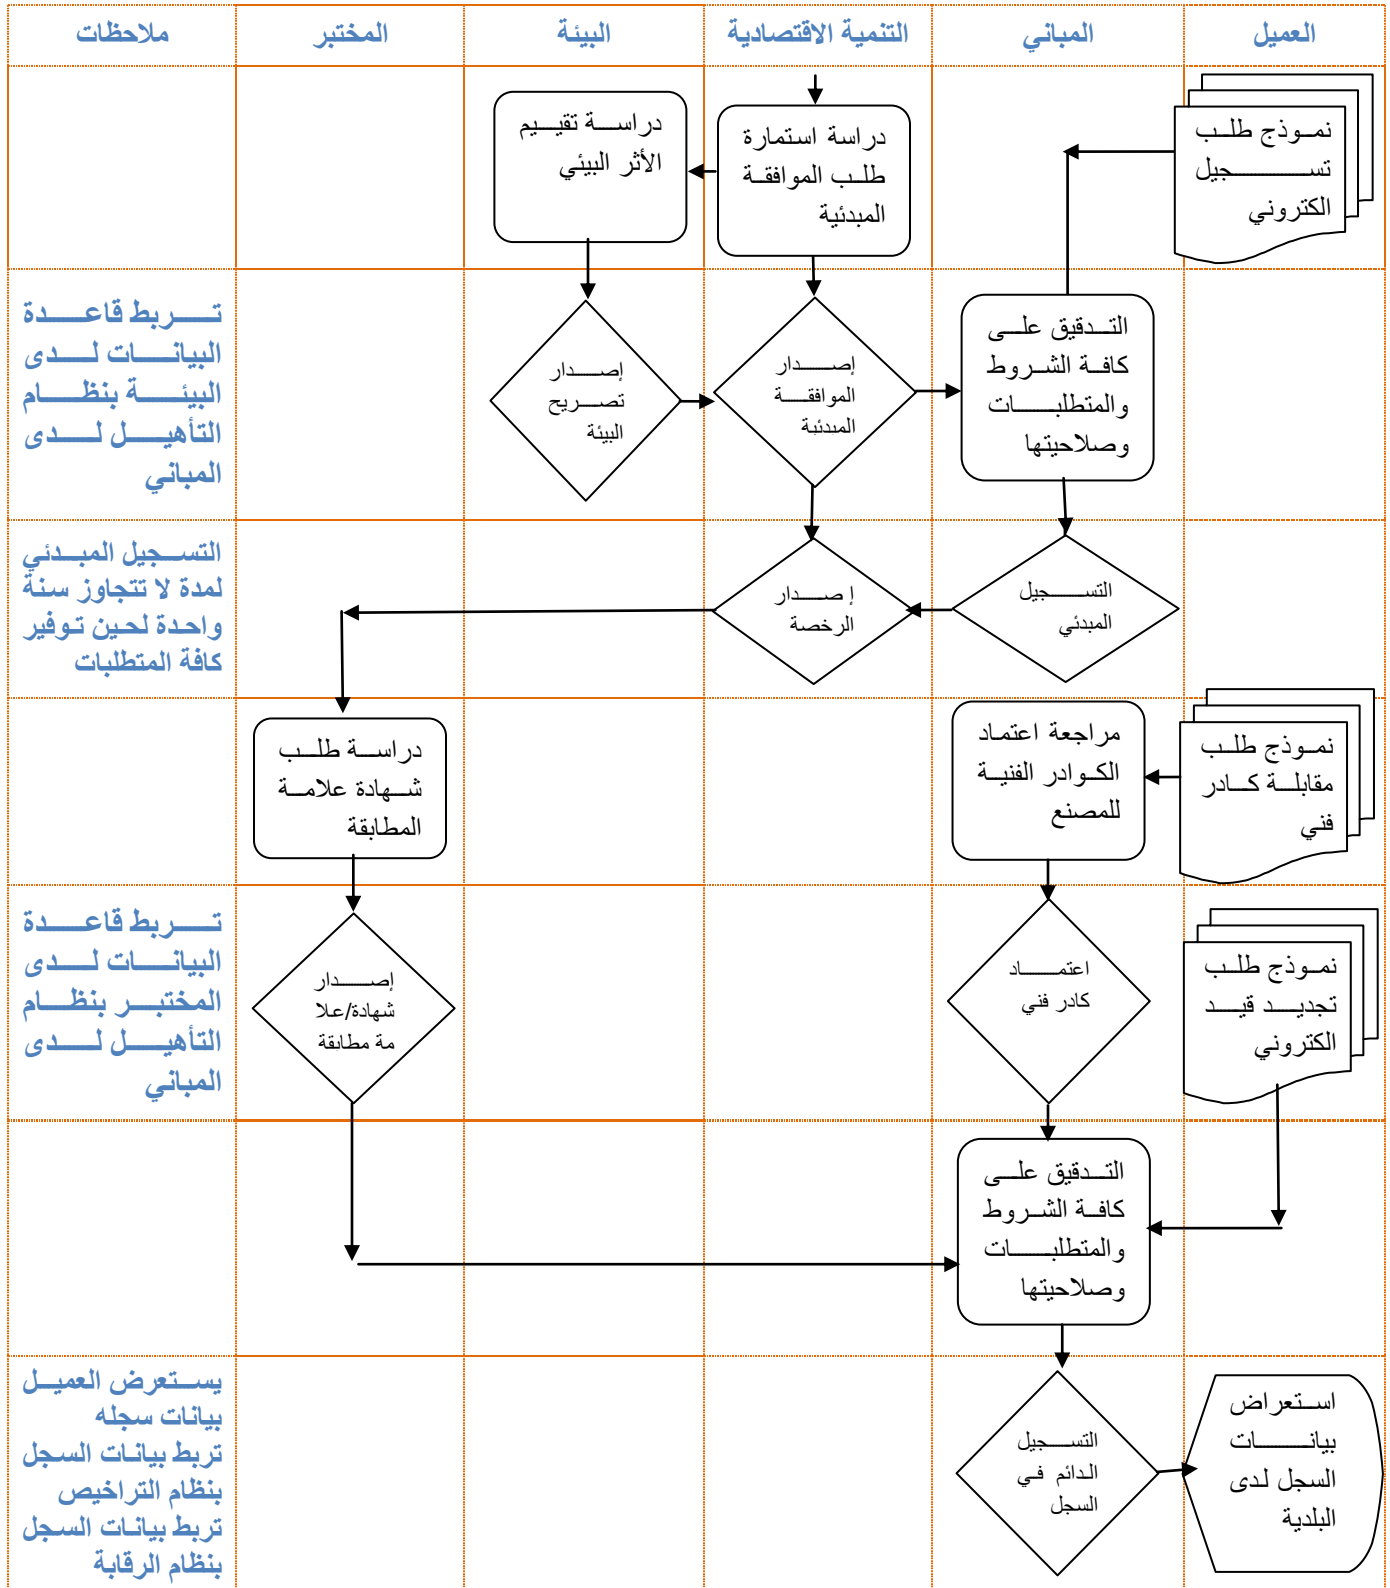 العميل
المباني
التنمية الاقتصادية
البيئة
المختبر
ملاحظات
نموذج طلب
تسجيل
الكتروني
دراسة استمارة
طلب الموافقة
المبدئية
دراسة تقييم
الأثر البيئي
التدقيق على
كافة الشروط
والمتطلبات
وصلاحيتها
إصدار
الموافقة
المبدئية
إصدار
تصريح
البيئة
تربط قاعدة
البيانات لدى
البيئة بنظام
التأهيل لدى
المباني
التسجيل
المبدئي
إصدار
الرخصة
التسجيل المبدئي
لمدة لا تتجاوز سنة
واحدة لحين توفير
كافة المتطلبات
نموذج طلب
مقابلة كادر
فني
مراجعة اعتماد
الكوادر الفنية
للمصنع
دراسة طلب
شهادة علامة
المطابقة
نموذج طلب
تجديد قيد
الكتروني
اعتماد
كادر فني
إصدار
شهادة/علا
مة مطابقة
تربط قاعدة
البيانات لدى
المختبر بنظام
التأهيل لدى
المباني
التدقيق على
كافة الشروط
والمتطلبات
وصلاحيتها
استعراض
بيانات
السجل لدى
البلدية
التسجيل
الدائم في
السجل
يستعرض العميل
بيانات سجله
تربط بيانات السجل
بنظام التراخيص
تربط بيانات السجل
بنظام الرقابة